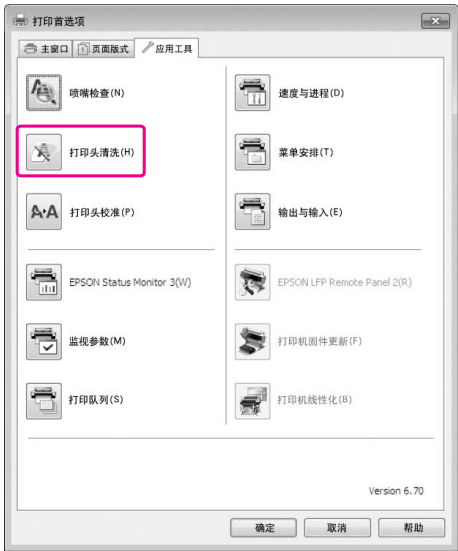 打印首选项
主窗口 页面版式 应用工具
喷嘴检查(N)
打印头清洗(H)
打印头校准(P)
EPSON Status Monitor 3(W)
监视参数(M)
打印队列(S)
速度与进程(D)
菜单安排(T)
输出与输入(E)
EPSON LFP Remote Panel 2(R)
打印机固件更新(F)
打印机线性化(B)
Version 6.70
确定 取消 帮助